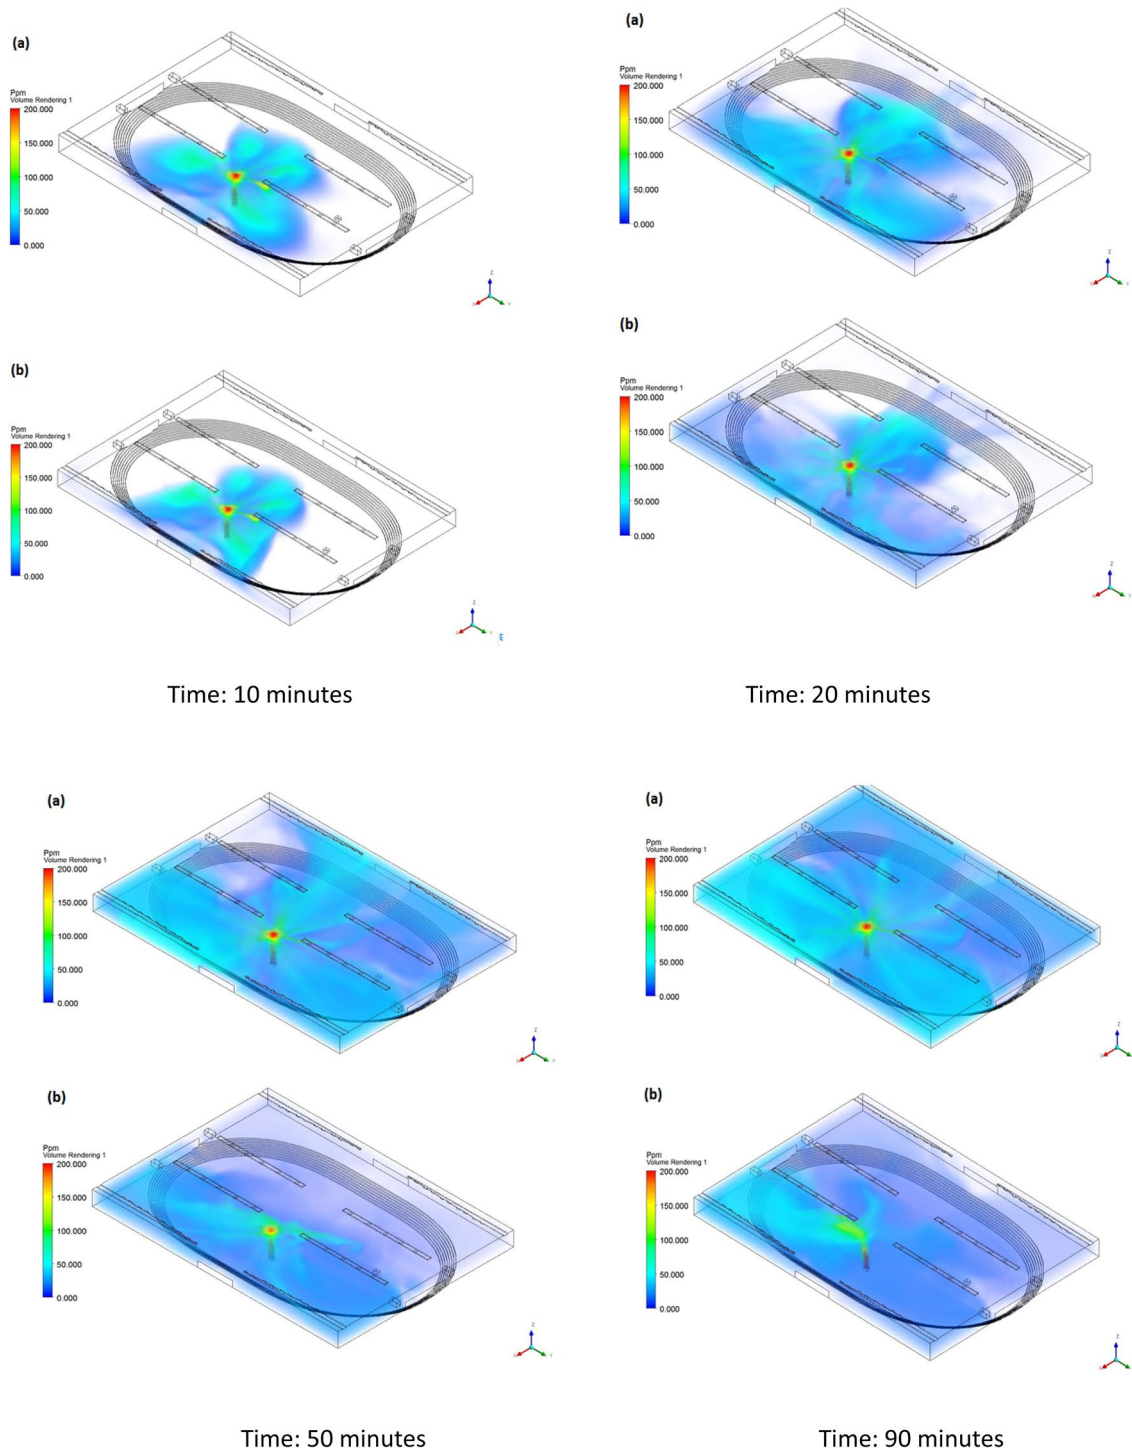 (a)
Ppm
Volume Rendering 1
200.000
150.000
100.000
50.000
0.000
Z
X
Y
(b)
Ppm
Volume Rendering 1
200.000
150.000
100.000
50.000
0.000
Z
X
Y
Time: 10 minutes
(a)
Ppm
Volume Rendering 1
200.000
150.000
100.000
50.000
0.000
Z
X
Y
(b)
Ppm
Volume Rendering 1
200.000
150.000
100.000
50.000
0.000
Z
X
Y
Time: 20 minutes
(a)
Ppm
Volume Rendering 1
200.000
150.000
100.000
50.000
0.000
Z
X
Y
(b)
Ppm
Volume Rendering 1
200.000
150.000
100.000
50.000
0.000
Z
X
Y
Time: 50 minutes
(a)
Ppm
Volume Rendering 1
200.000
150.000
100.000
50.000
0.000
Z
X
(b)
Ppm
Volume Rendering 1
200.000
150.000
100.000
50.000
0.000
Z
X
Time: 90 minutes